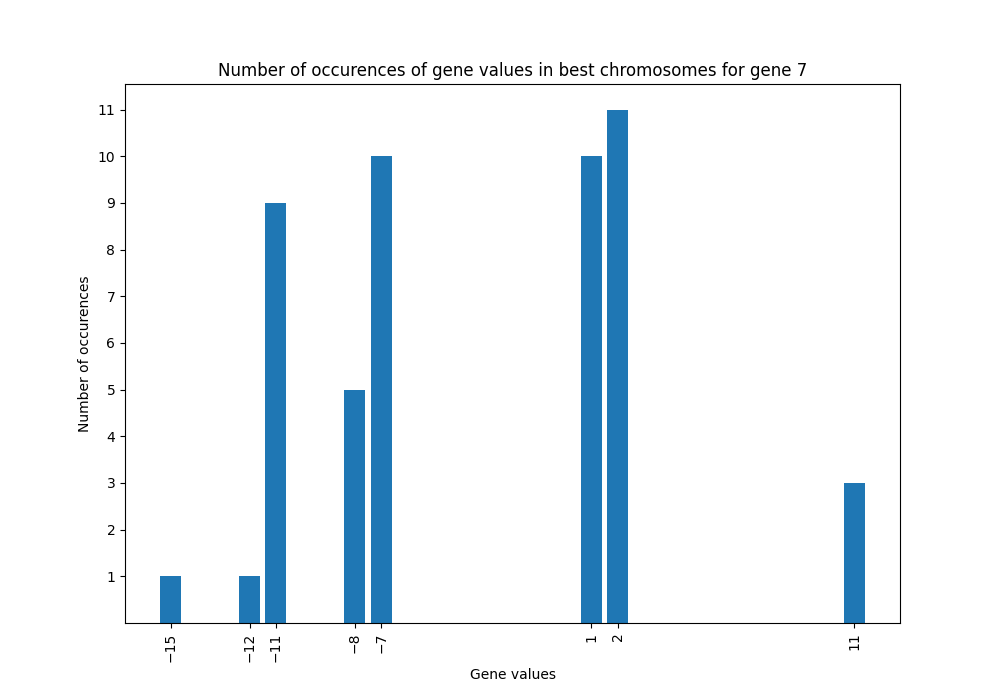 Number of occurences of gene values in best chromosomes for gene 7
11
10
9
8
7
6
5
4
3
2
1
Number of occurences
−15 −12 −11 −8 −7 1 2 11
Gene values